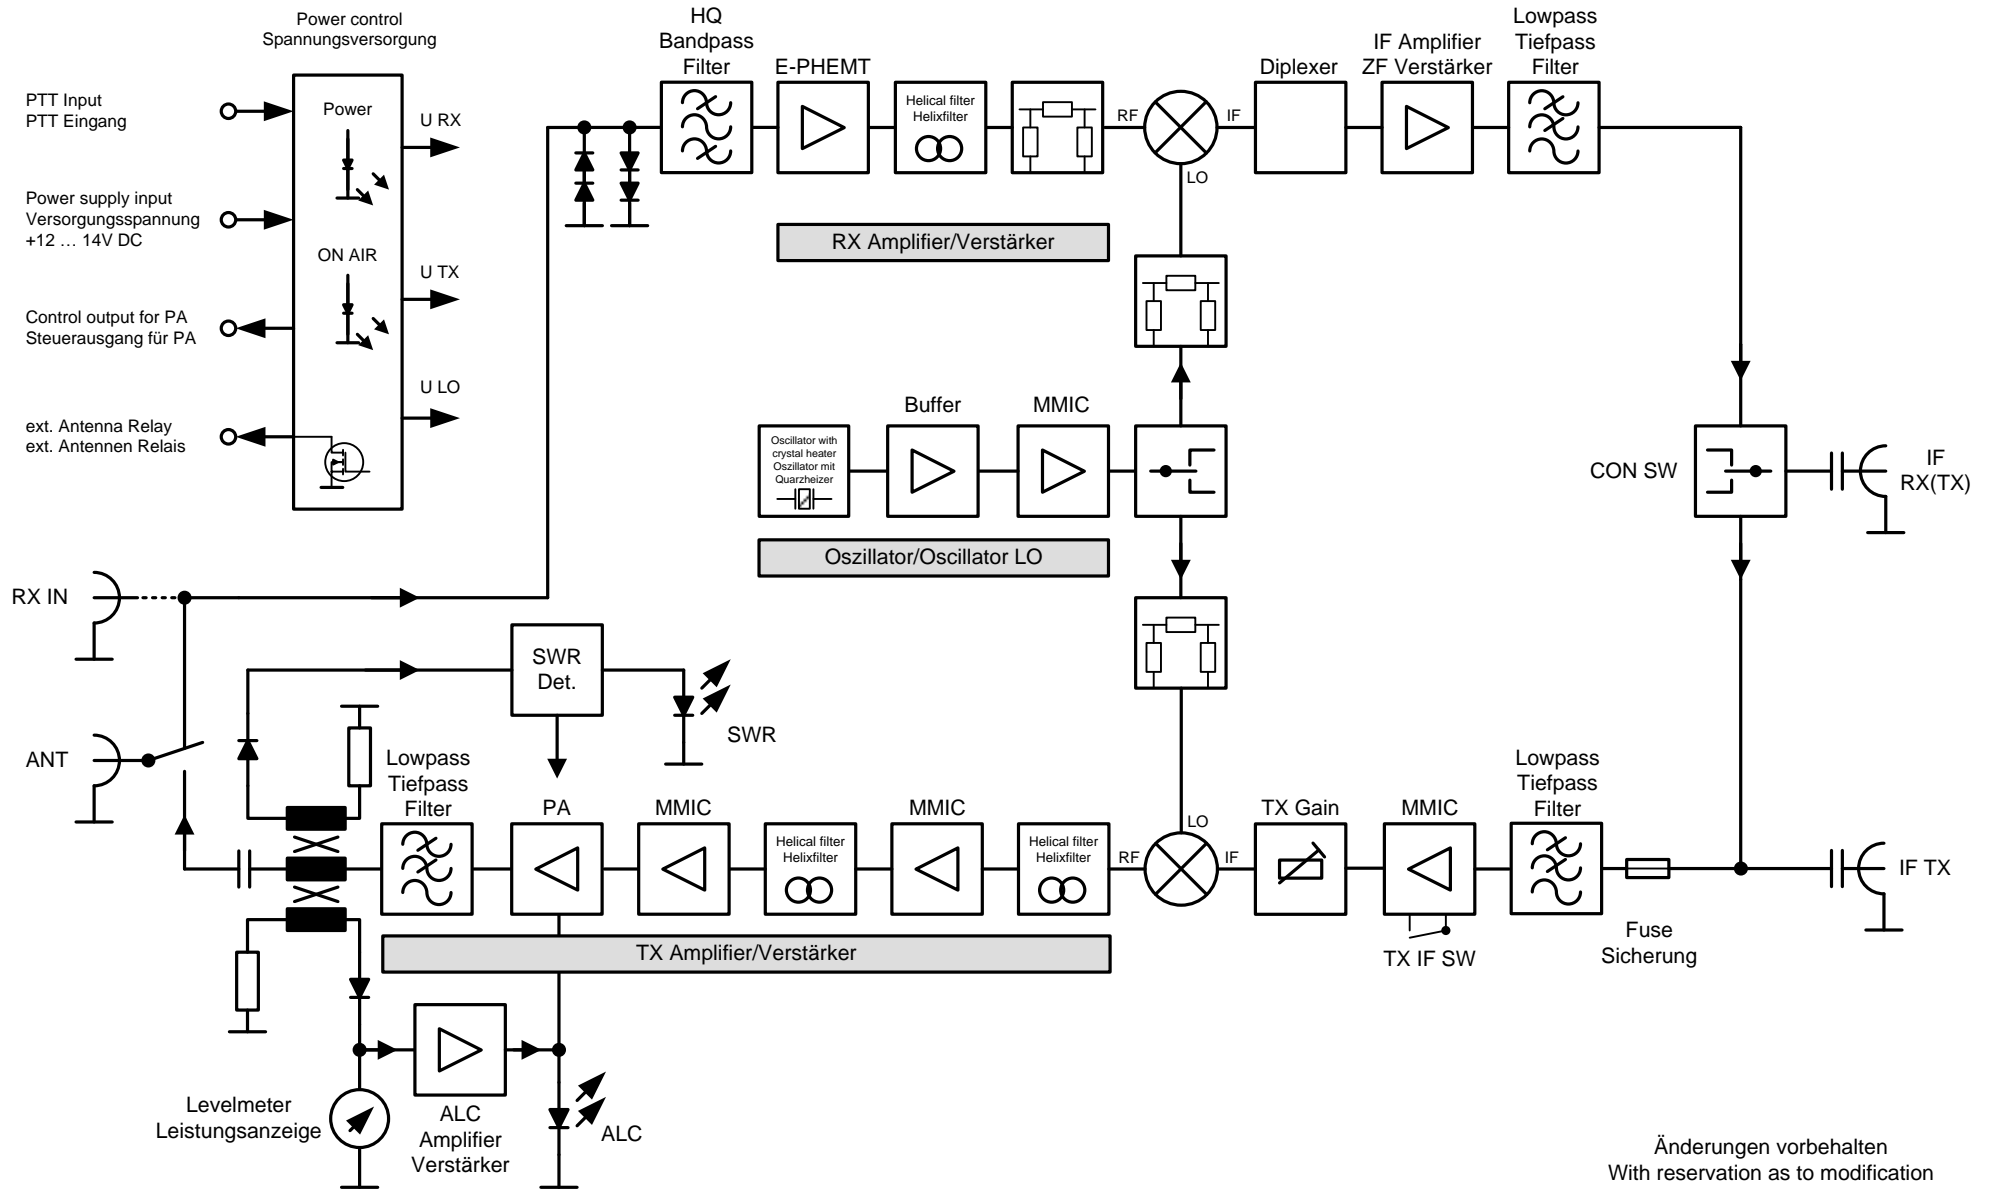 Power control
Spannungsversorgung
PTT Input
PTT Eingang
Power supply input
Versorgungsspannung
+12 … 14V DC
Control output for PA
Steuerausgang für PA
ext. Antenna Relay
ext. Antennen Relais
Power
ON AIR
U RX
U TX
U LO
HQ
Bandpass
Filter
E-PHEMT
Helical filter
Helixfilter
RF
IF
LO
Diplexer
IF Amplifier
ZF Verstärker
Lowpass
Tiefpass
Filter
RX Amplifier/Verstärker
Buffer
MMIC
Oscillator with
crystal heater
Oszillator mit
Quarzheizer
Oszillator/Oscillator LO
CON SW
IF
RX(TX)
RX IN
ANT
SWR
Det.
SWR
Lowpass
Tiefpass
Filter
PA
MMIC
Helical filter
Helixfilter
MMIC
Helical filter
Helixfilter
RF
LO
IF
TX Gain
MMIC
TX IF SW
Lowpass
Tiefpass
Filter
Fuse
Sicherung
IF TX
TX Amplifier/Verstärker
Levelmeter
Leistungsanzeige
ALC
Amplifier
Verstärker
ALC
Änderungen vorbehalten
With reservation as to modification